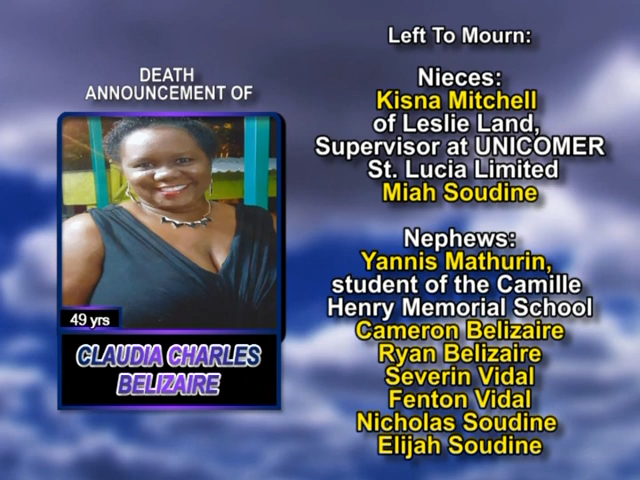 DEATH
ANNOUNCEMENT OF
49 yrs
CLAUDIA CHARLES
BELIZAIRE
Left To Mourn:
Nieces:
Kisna Mitchell
of Leslie Land,
Supervisor at UNICOMER
St. Lucia Limited
Miah Soudine
Nephews:
Yannis Mathurin,
student of the Camille
Henry Memorial School
Cameron Belizaire
Ryan Belizaire
Severin Vidal
Fenton Vidal
Nicholas Soudine
Elijah Soudine